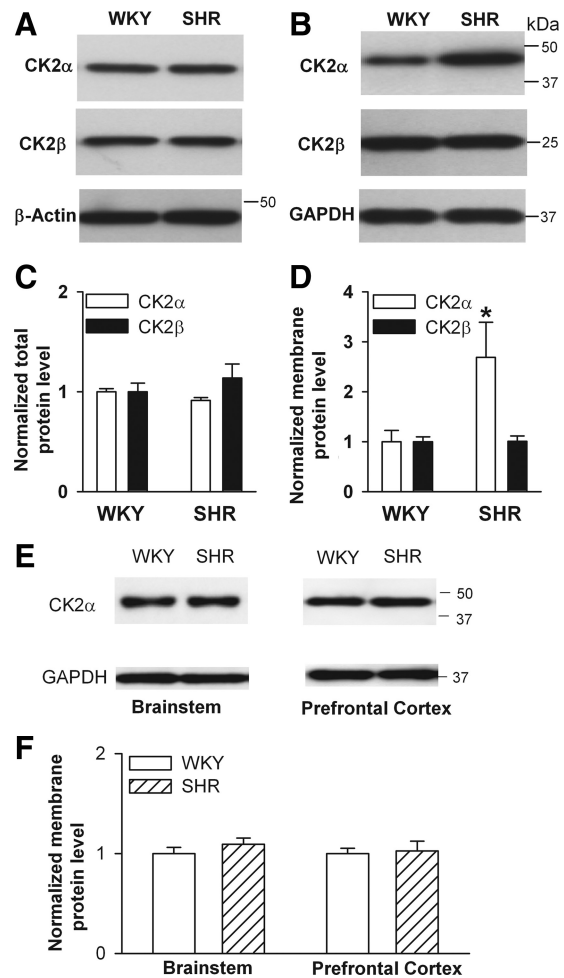 A
WKY SHR
CK2α
CK2β
β-Actin
50
B
WKY SHR kDa
CK2α
50
37
CK2β
25
GAPDH
37
C
Normalized total
protein level
2
1
0
CK2α
CK2β
WKY SHR
D
Normalized membrane
protein level
4
3
2
1
0
CK2α
CK2β
*
WKY SHR
E
WKY SHR
WKY SHR
CK2α
50
37
GAPDH
37
Brainstem
Prefrontal Cortex
F
Normalized membrane
protein level
2
1
0
WKY
SHR
Brainstem
Prefrontal Cortex